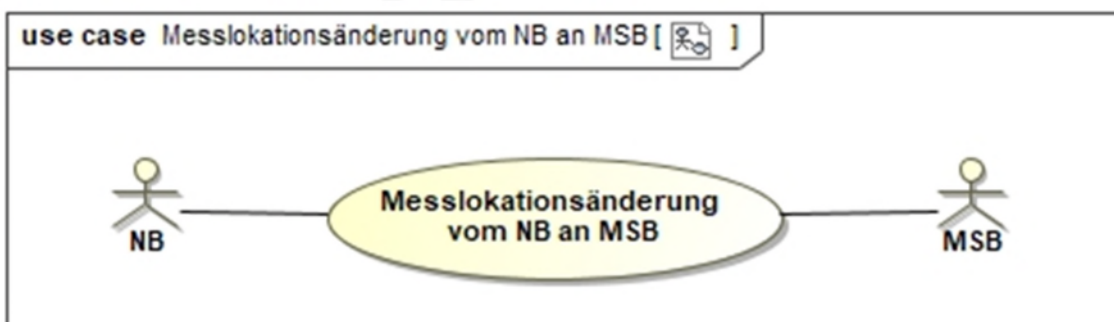 use case Messlokationsänderung vom NB an MSB [ ]
Messlokationsänderung
vom NB an MSB
NB
MSB